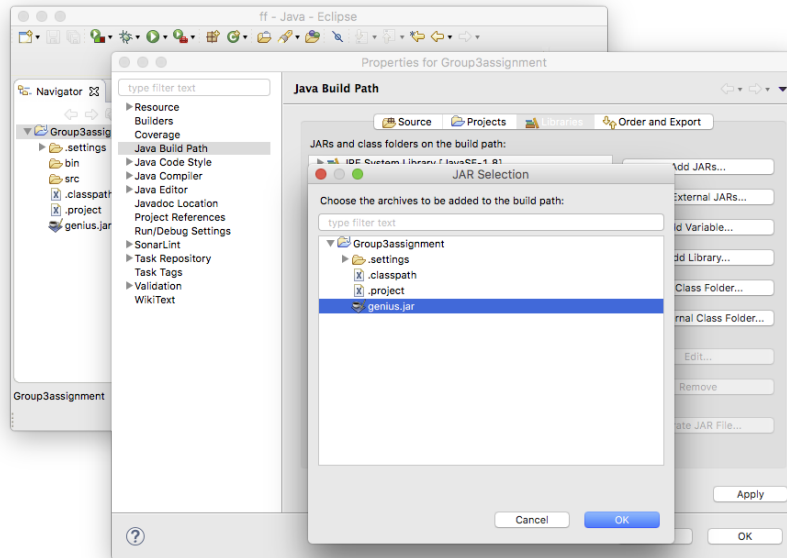 ff - Java - Eclipse
Properties for Group3assignment
type filter text
Java Build Path
Navigator
Group3assig
.settings
bin
src
.classpath
.project
genius.jar
Group3assignment
Resource
Builders
Coverage
Java Build Path
Java Code Style
Java Compiler
Java Editor
Javadoc Location
Project References
Run/Debug Settings
SonarLint
Task Repository
Task Tags
Validation
WikiText
Source
Projects
Libraries
Order and Export
JARs and class folders on the build path:
JRE System Library [JavaSE-1.8]
Add JARs...
External JARs...
Variable...
Library...
Class Folder...
Class Folder...
Edit...
Remove
JAR File...
Apply
OK
JAR Selection
Choose the archives to be added to the build path:
type filter text
Group3assignment
.settings
.classpath
.project
genius.jar
Cancel
OK